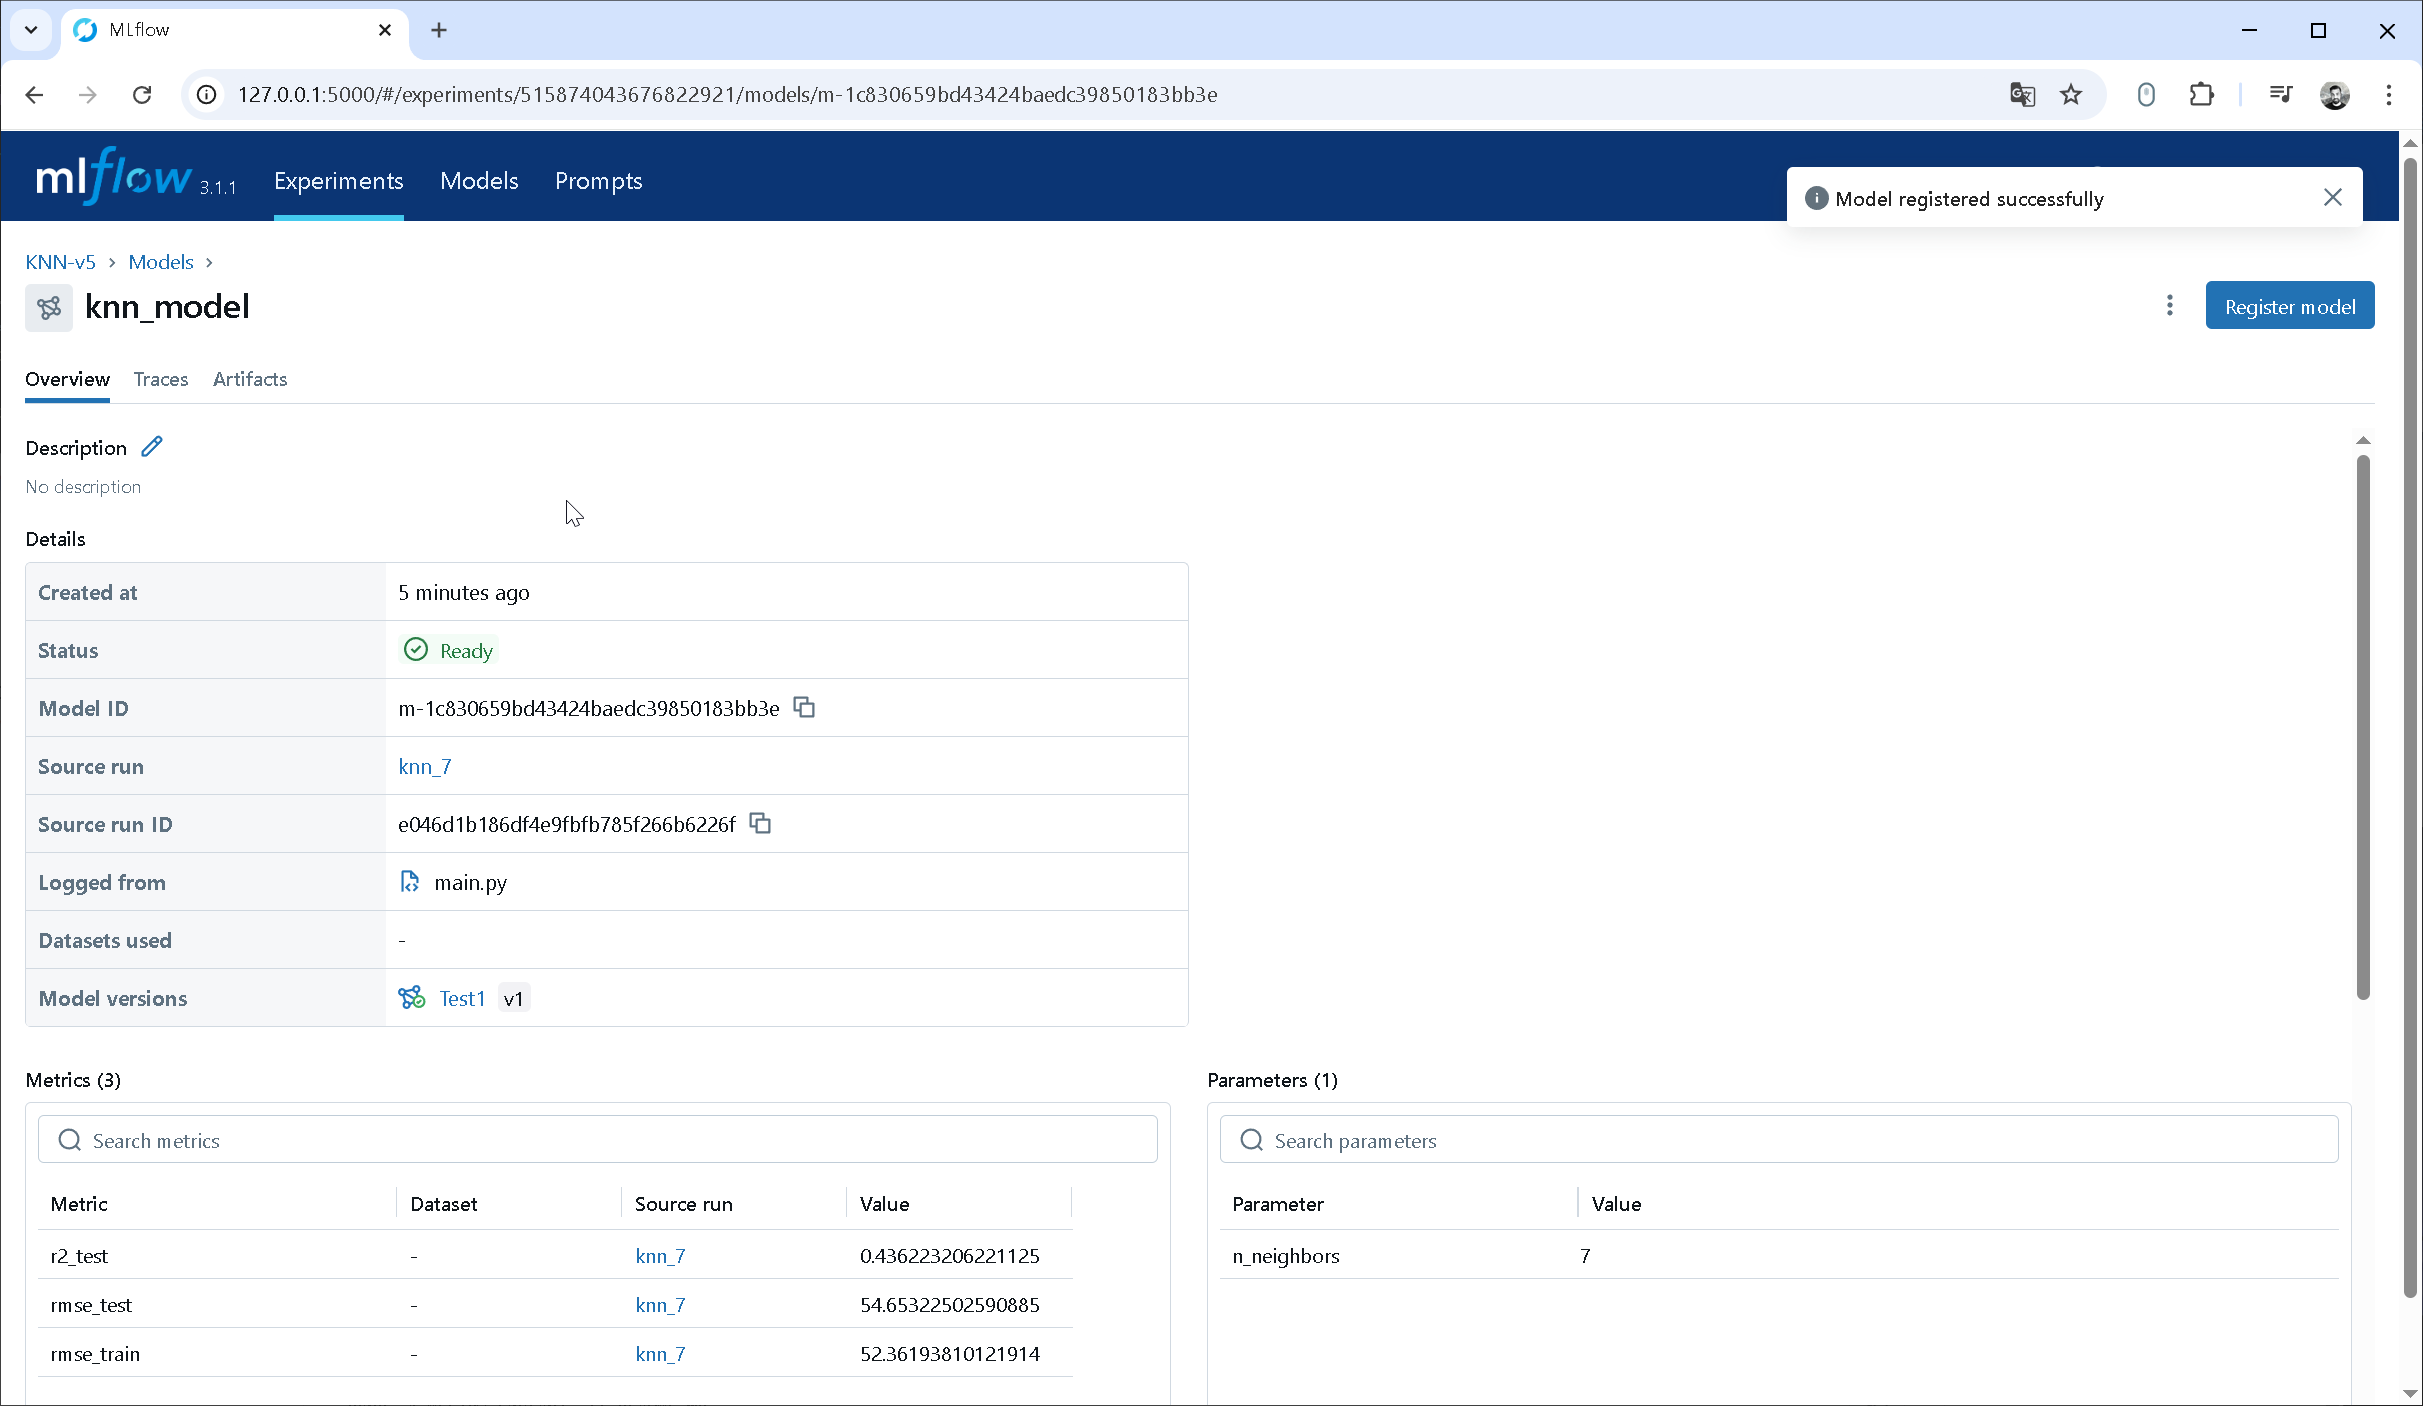 MLflow
127.0.0.1:5000/#/experiments/515874043676822921/models/m-1c830659bd43424baedc39850183bb3e
mlflow 3.1.1 Experiments Models Prompts
Model registered successfully
KNN-v5 > Models >
knn_model
Register model
Overview Traces Artifacts
Description
No description
Details
Created at 5 minutes ago
Status Ready
Model ID m-1c830659bd43424baedc39850183bb3e
Source run knn_7
Source run ID e046d1b186df4e9fbfb785f266b6226f
Logged from main.py
Datasets used -
Model versions Test1 v1
Metrics (3) Parameters (1)
Search metrics Search parameters
Metric Dataset Source run Value Parameter Value
r2_test - knn_7 0.436223206221125 n_neighbors 7
rmse_test - knn_7 54.65322502590885
rmse_train - knn_7 52.36193810121914